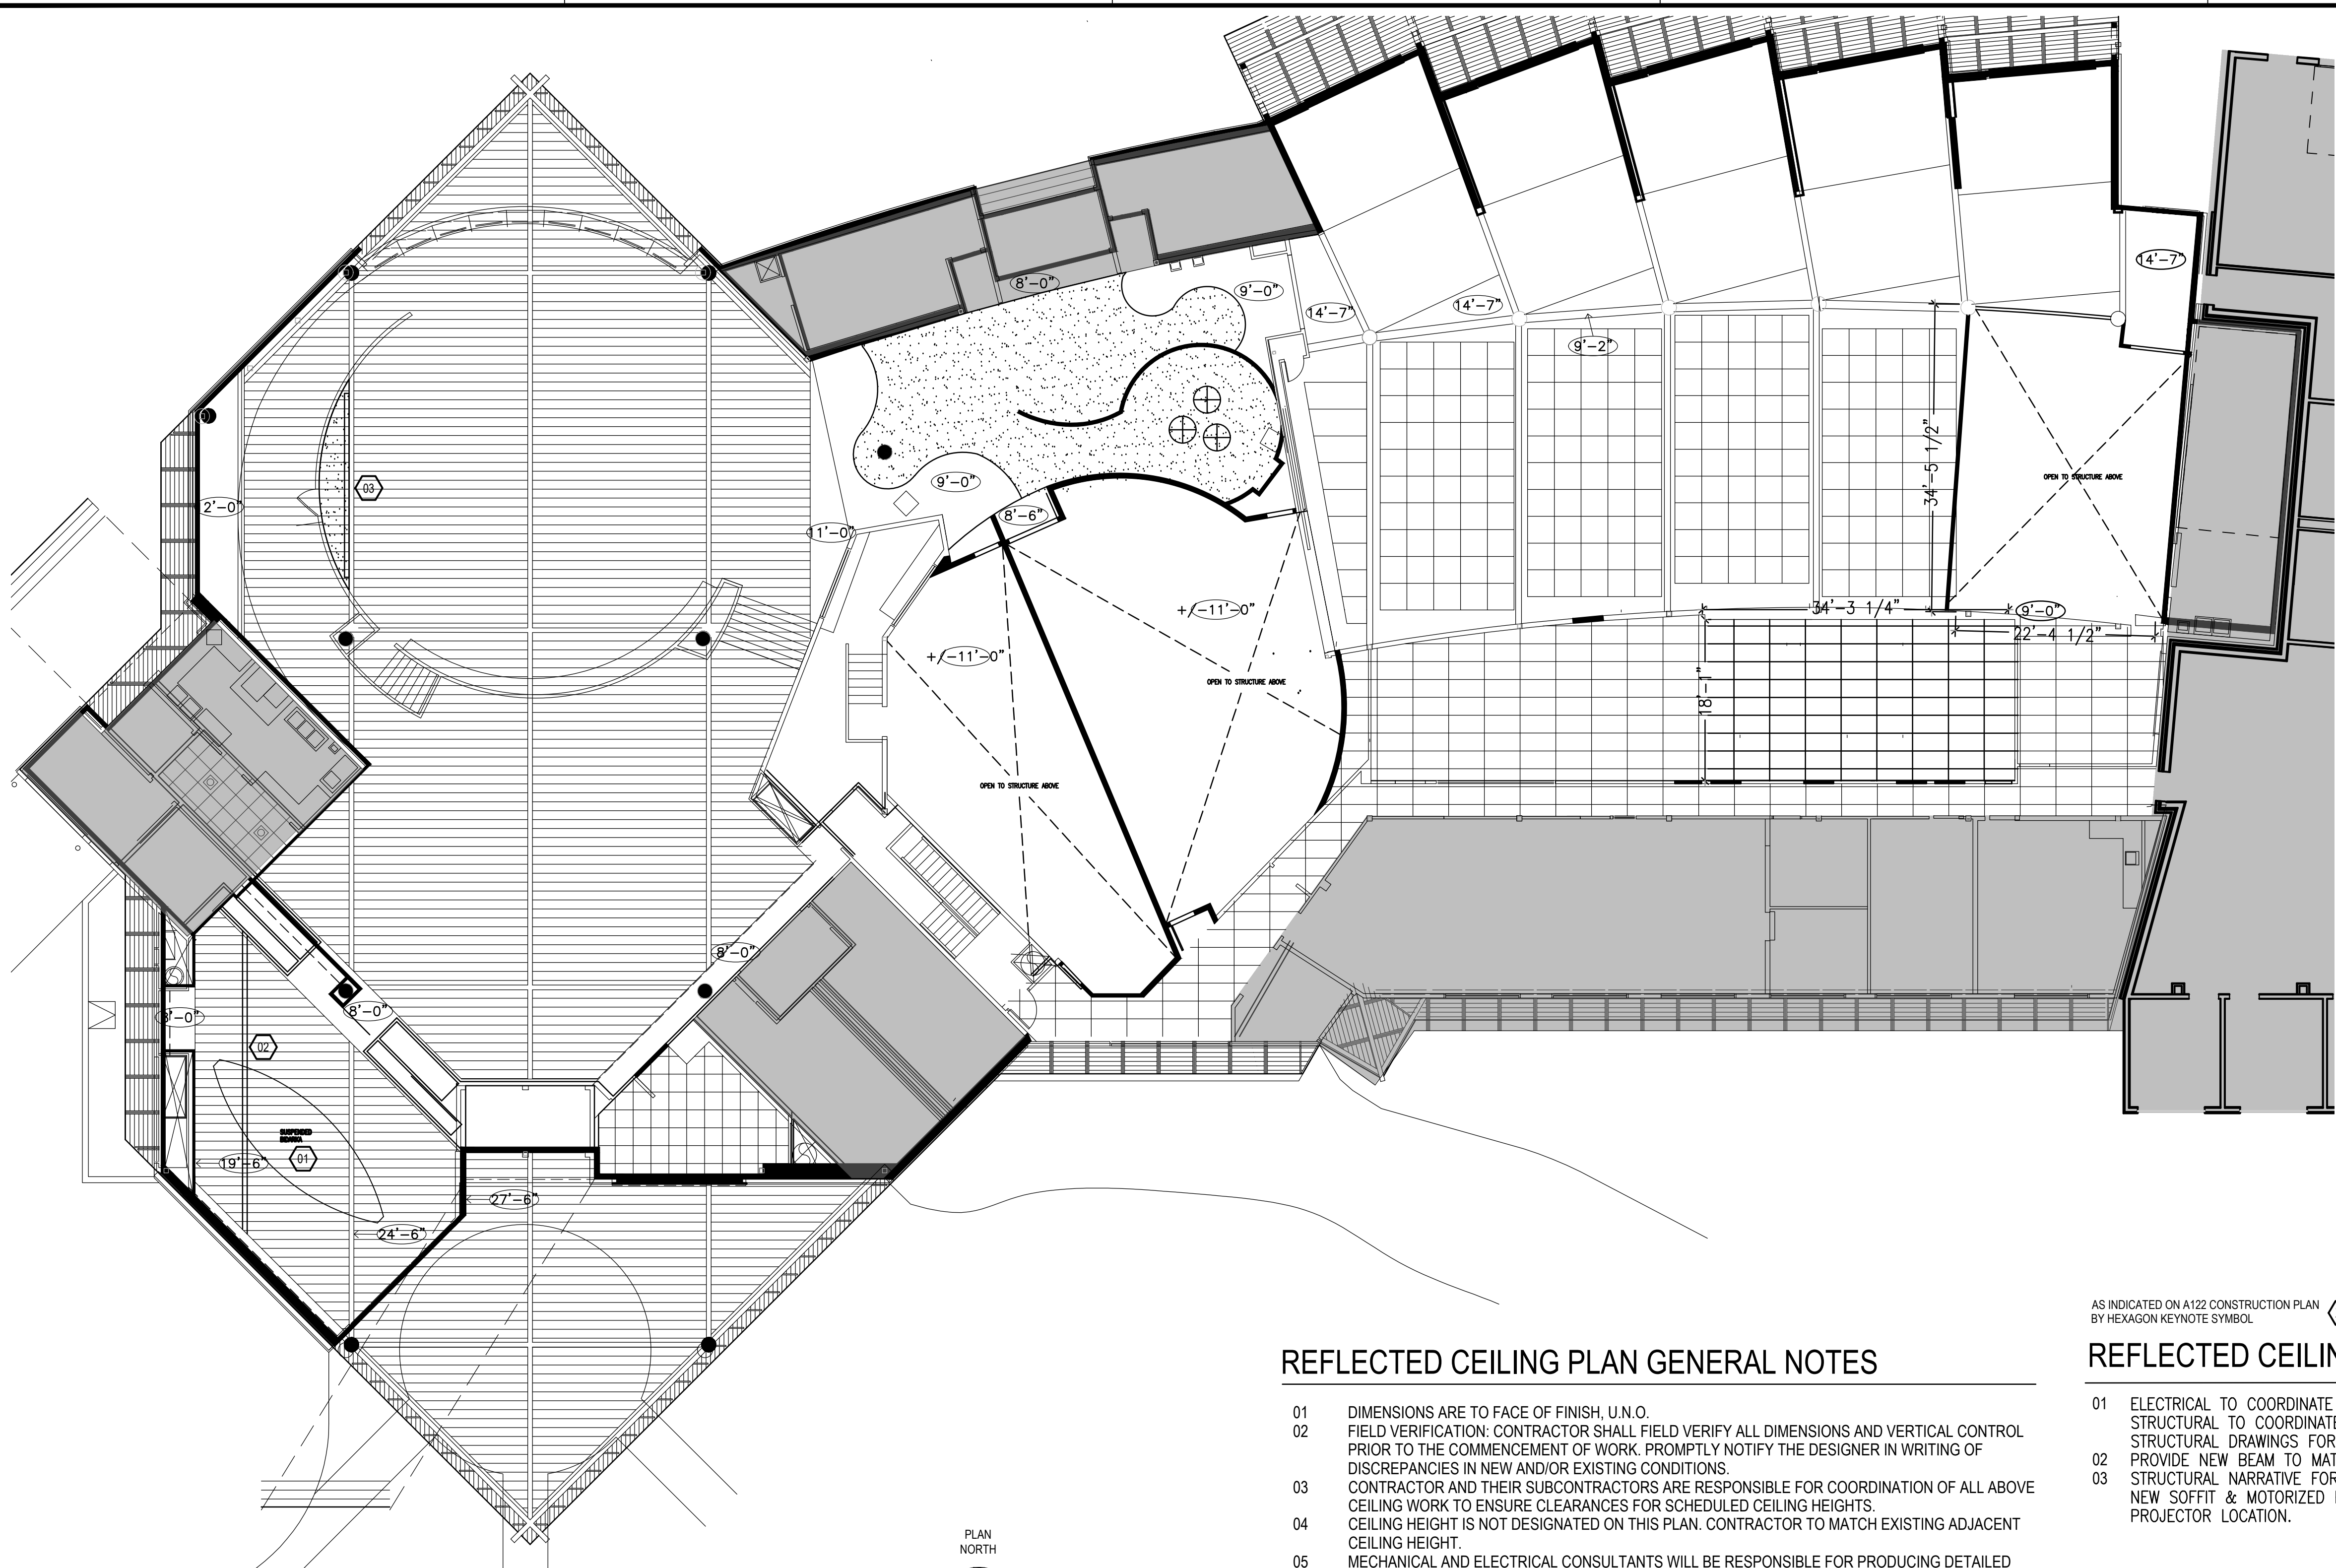 8'-0"
9'-0"
14'-7"
14'-7"
14'-7"
9'-2"
34'-5 1/2"
OPEN TO STRUCTURE ABOVE
03
2'-0"
9'-0"
8'-6"
11'-0"
+/-11'-0"
+/-11'-0"
34'-3 1/4"
9'-0"
22'-4 1/2"
18'-1"
OPEN TO STRUCTURE ABOVE
OPEN TO STRUCTURE ABOVE
8'-0"
8'-0"
8'-0"
02
SUSPENDED
BIDARKA
01
19'-6"
27'-6"
24'-6"
PLAN
NORTH
REFLECTED CEILING PLAN GENERAL NOTES
01 DIMENSIONS ARE TO FACE OF FINISH, U.N.O.
02 FIELD VERIFICATION: CONTRACTOR SHALL FIELD VERIFY ALL DIMENSIONS AND VERTICAL CONTROL
PRIOR TO THE COMMENCEMENT OF WORK. PROMPTLY NOTIFY THE DESIGNER IN WRITING OF
DISCREPANCIES IN NEW AND/OR EXISTING CONDITIONS.
03 CONTRACTOR AND THEIR SUBCONTRACTORS ARE RESPONSIBLE FOR COORDINATION OF ALL ABOVE
CEILING WORK TO ENSURE CLEARANCES FOR SCHEDULED CEILING HEIGHTS.
04 CEILING HEIGHT IS NOT DESIGNATED ON THIS PLAN. CONTRACTOR TO MATCH EXISTING ADJACENT
CEILING HEIGHT.
05 MECHANICAL AND ELECTRICAL CONSULTANTS WILL BE RESPONSIBLE FOR PRODUCING DETAILED
AS INDICATED ON A122 CONSTRUCTION PLAN
BY HEXAGON KEYNOTE SYMBOL
REFLECTED CEILIN
01 ELECTRICAL TO COORDINATE
STRUCTURAL TO COORDINATE
STRUCTURAL DRAWINGS FOR
02 PROVIDE NEW BEAM TO MAT
03 STRUCTURAL NARRATIVE FOR
NEW SOFFIT & MOTORIZED
PROJECTOR LOCATION.